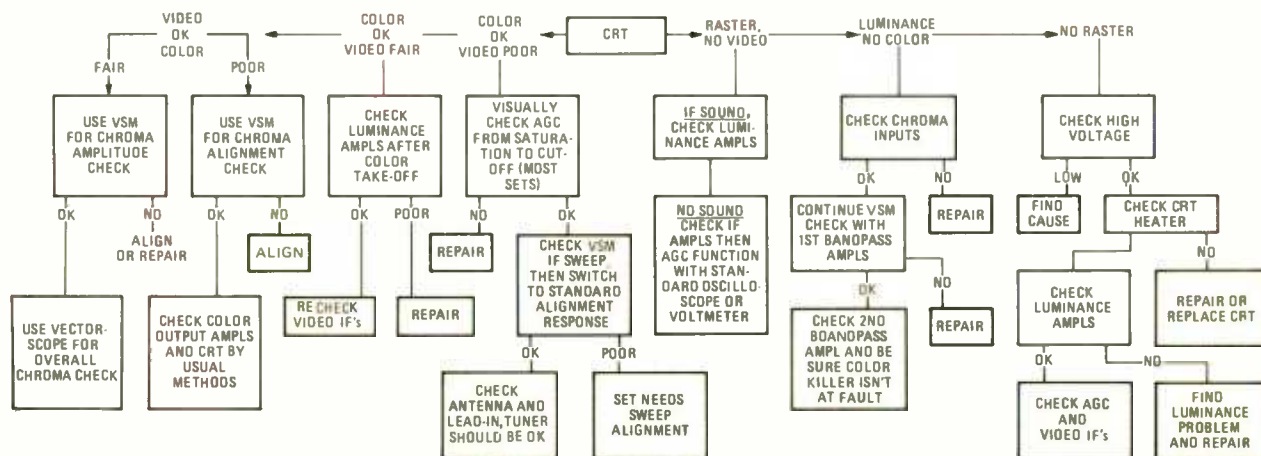 VIDEO
OK
COLOR
FAIR
POOR
COLOR
OK
VIDEO FAIR
COLOR
OK
VIDEO POOR
CRT
RASTER,
NO VIDEO
LUMINANCE
NO COLOR
NO RASTER
USE VSM
FOR CHROMA
AMPLITUDE
CHECK
USE VSM
FOR CHROMA
ALIGNMENT
CHECK
CHECK
LUMINANCE
AMPLS AFTER
COLOR
TAKE-OFF
VISUALLY
CHECK AGC
FROM SATURA-
TION TO CUT-
OFF (MOST
SETS)
IF SOUND,
CHECK LUMI-
NANCE AMPLS
CHECK CHROMA
INPUTS
CHECK HIGH
VOLTAGE
OK
NO
ALIGN
OR REPAIR
OK
NO
ALIGN
OK
POOR
NO
REPAIR
OK
OK
NO
REPAIR
LOW
FIND
CAUSE
OK
CHECK CRT
HEATER
USE VECTOR-
SCOPE FOR
OVERALL
CHROMA CHECK
CHECK COLOR
OUTPUT AMPLS
AND CRT BY
USUAL
METHODS
RECHECK
VIDEO IF's
REPAIR
CHECK VSM
IF SWEEP,
THEN SWITCH
TO STANDARD
ALIGNMENT
RESPONSE
NO SOUND
CHECK IF
AMPLS THEN
AGC FUNCTION
WITH STAN-
DARD OSCILLO-
SCOPE OR
VOLTMETER
CONTINUE VSM
CHECK WITH
1ST BANDPASS
AMPLS
OK
NO
REPAIR
CHECK 2ND
BOANDPASS
AMPL AND BE
SURE COLOR
KILLER ISN'T
AT FAULT
CHECK
LUMINANCE
AMPLS
NO
REPAIR OR
REPLACE CRT
OK
CHECK
ANTENNA AND
LEAD-IN, TUNER
SHOULD BE OK
POOR
SET NEEDS
SWEEP
ALIGNMENT
OK
CHECK AGC
AND
VIDEO IF's
NO
FIND
LUMINANCE
PROBLEM
AND REPAIR